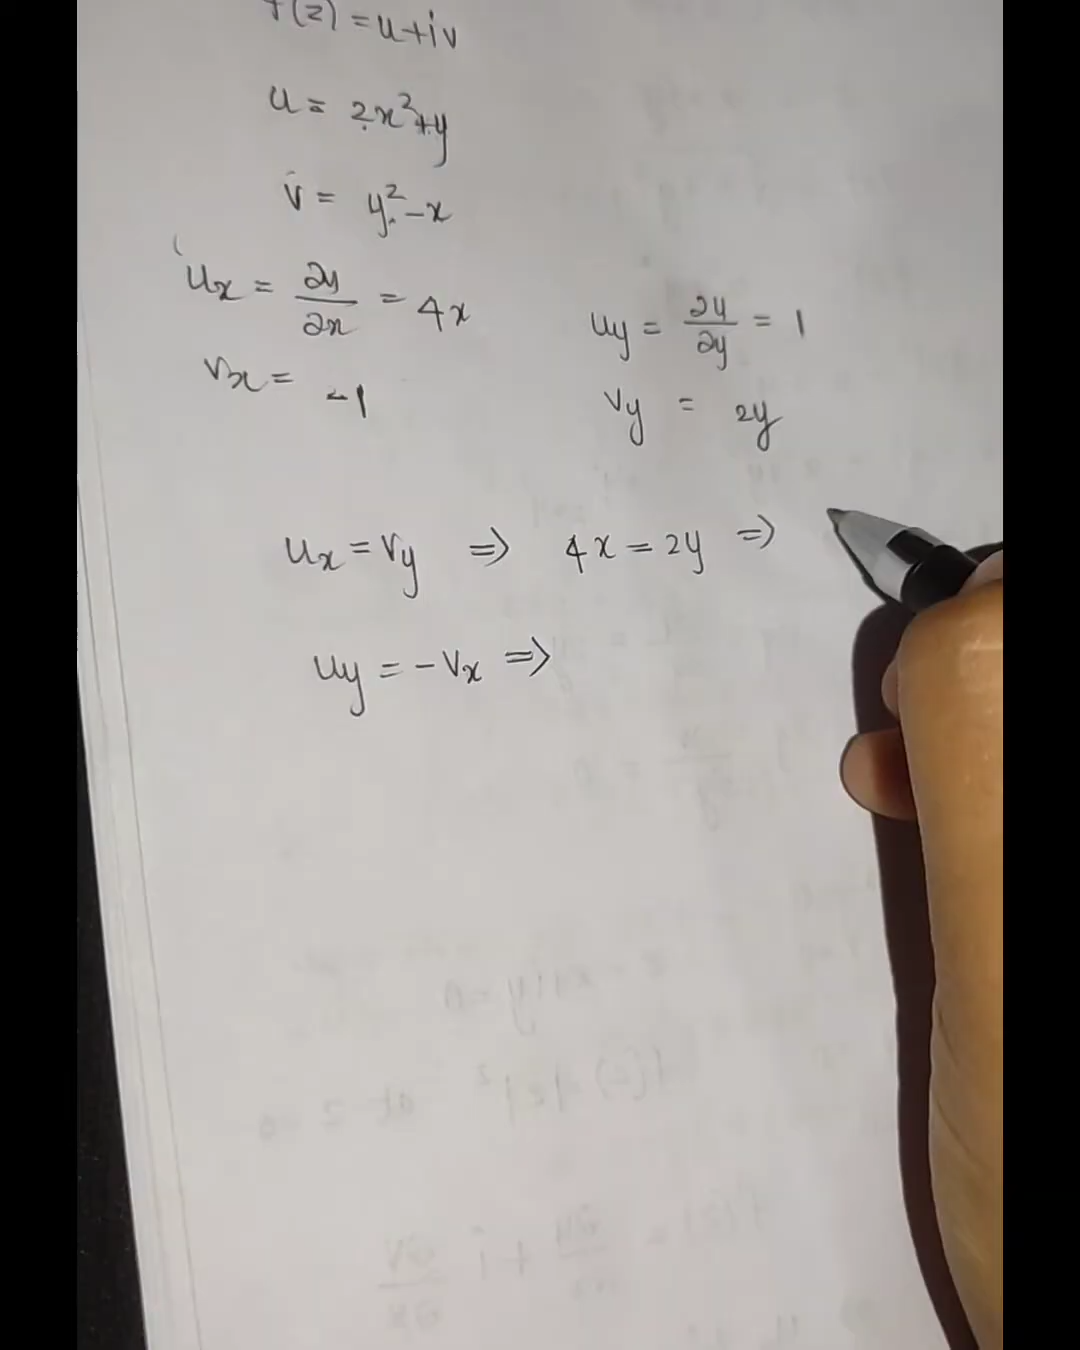 f(z) = u+iv
u = 2x²+y
v = y²-x
ux = ∂u/∂x = 4x
uy = ∂u/∂y = 1
vx = -1
vy = 2y
ux = vy ⇒ 4x = 2y ⇒
uy = -vx ⇒